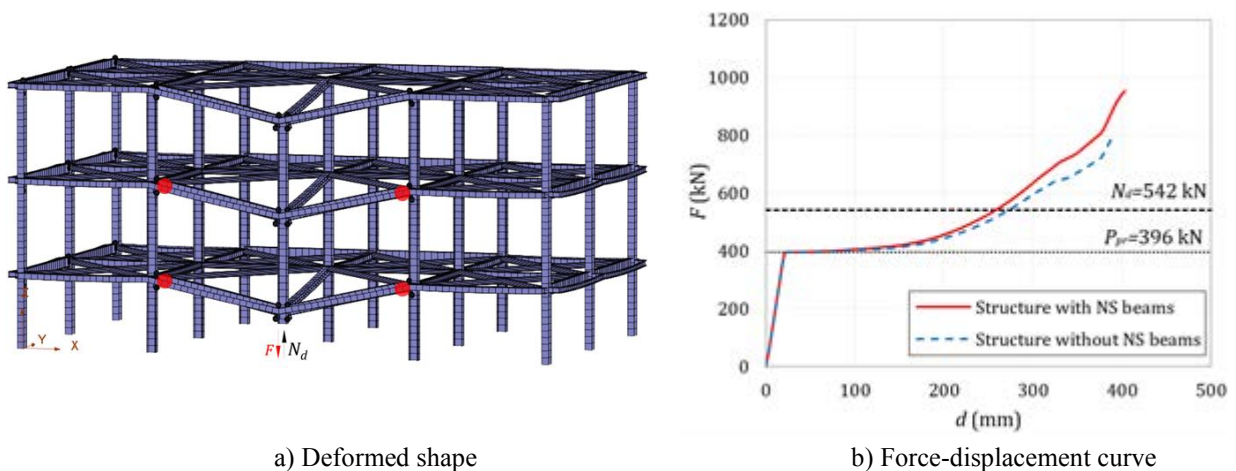 Y
X
F
N_d
a) Deformed shape
1200
1000
800
600
400
200
0
0
100
200
300
400
500
F (kN)
d (mm)
N_d=542 kN
P_pr=396 kN
Structure with NS beams
Structure without NS beams
b) Force-displacement curve